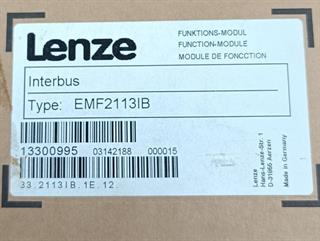 Lenze
FUNKTIONS-MODUL
FUNCTION-MODULE
MODULE DE FONCCTION
Interbus
Type: EMF2113IB
13300995 03142188 000015
33.2113IB.1E.12.
Lenze
Hans-Lenze-Str. 1
D-31855 Aerzen
Made in Germany